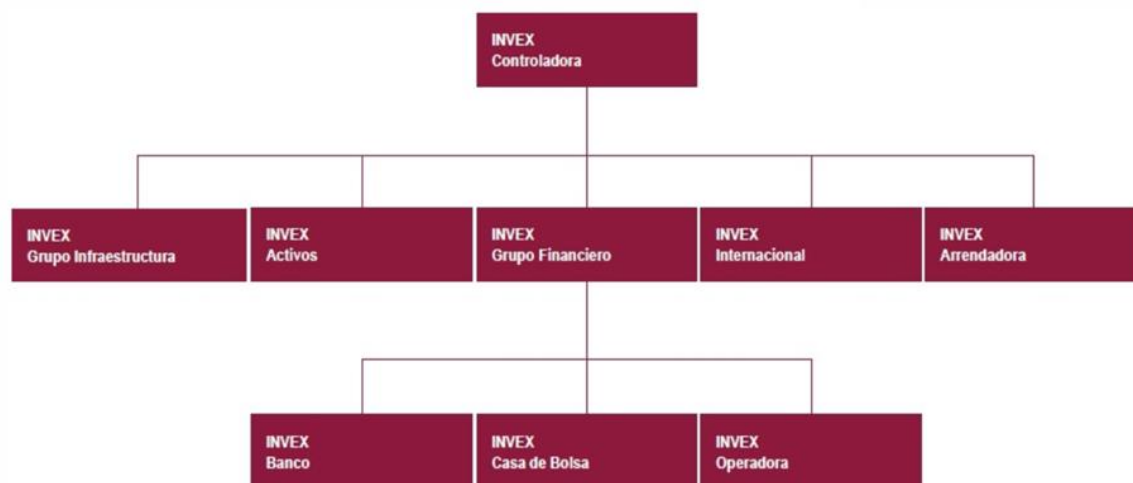 INVEX
Controladora
INVEX
Grupo Infraestructura
INVEX
Activos
INVEX
Grupo Financiero
INVEX
Internacional
INVEX
Arrendadora
INVEX
Banco
INVEX
Casa de Bolsa
INVEX
Operadora